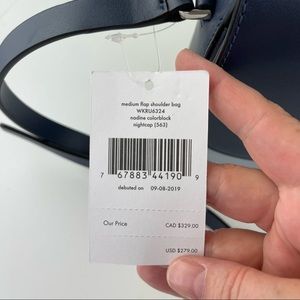 medium flap shoulder bag
WKRU6324
nadine colorblock
nightcap (563)
7 67883 44190 9
debuted on 09-08-2019
Our Price CAD $329.00
USD $279.00